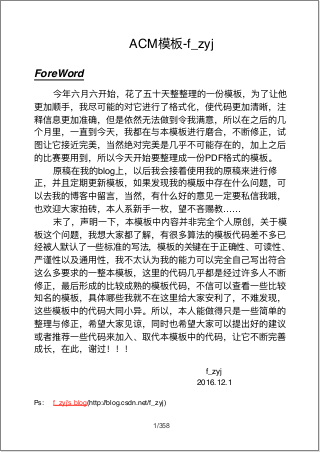 ACM模板-f_zyj
ForeWord
今年六月六开始，花了五十天整整理的一份模板，为了让他
更加顺手，我尽可能的对它进行了格式化，使代码更加清晰，注
释信息更加准确，但是依然无法做到令我满意，所以在之后的几
个月里，一直到今天，我都在与本模板进行磨合，不断修正，试
图让它接近完美，当然绝对完美是几乎不可能存在的，加上之后
的比赛要用到，所以今天开始要整理成一份PDF格式的模板。
原稿在我的blog上，以后我会接着使用我的原稿来进行修
正，并且定期更新模板，如果发现我的模版中存在什么问题，可
以去我的博客中留言，当然，有什么好的意见一定要私信我哦，
也欢迎大家拍砖，本人系新手一枚，望不吝赐教……
末了，声明一下，本模板中内容并非完全个人原创，关于模
板这个问题，我想大家都了解，有很多算法的模板代码差不多已
经被人默认了一些标准的写法，模板的关键在于正确性、可读性、
严谨性以及通用性，我不太认为我的能力可以完全自己写出符合
这么多要求的一整本模板，这里的代码几乎都是经过许多人不断
修正，最后形成的比较成熟的模板代码，不信可以查看一些比较
知名的模板，具体哪些我就不在这里给大家安利了，不难发现，
这些模板中的代码大同小异。所以，本人能做得只是一些简单的
整理与修正，希望大家见谅，同时也希望大家可以提出好的建议
或者推荐一些代码来加入、取代本模板中的代码，让它不断完善
成长，在此，谢过！！！
f_zyj
2016.12.1
Ps： f_zyj's blog(http://blog.csdn.net/f_zyj)
1/358